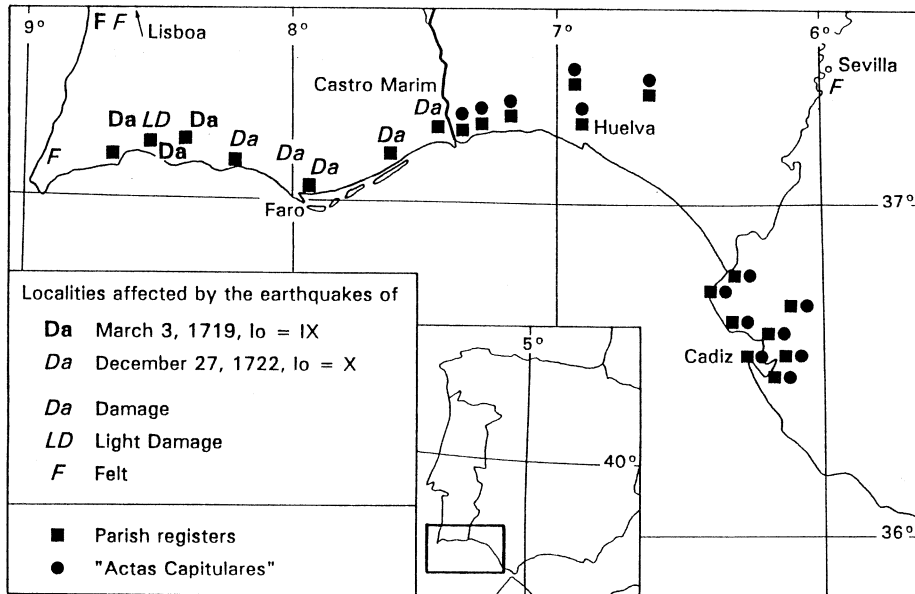 9° 8° 7° 6°
F F Lisboa
Sevilla
F
Castro Marim
Da LD Da Da
Da
Huelva
Da Da
Da
F Da
37°
Faro
Localities affected by the earthquakes of
Da March 3, 1719, Io = IX
Da December 27, 1722, Io = X
Da Damage
LD Light Damage
F Felt
Parish registers
"Actas Capitulares"
5°
Cadiz
40°
36°